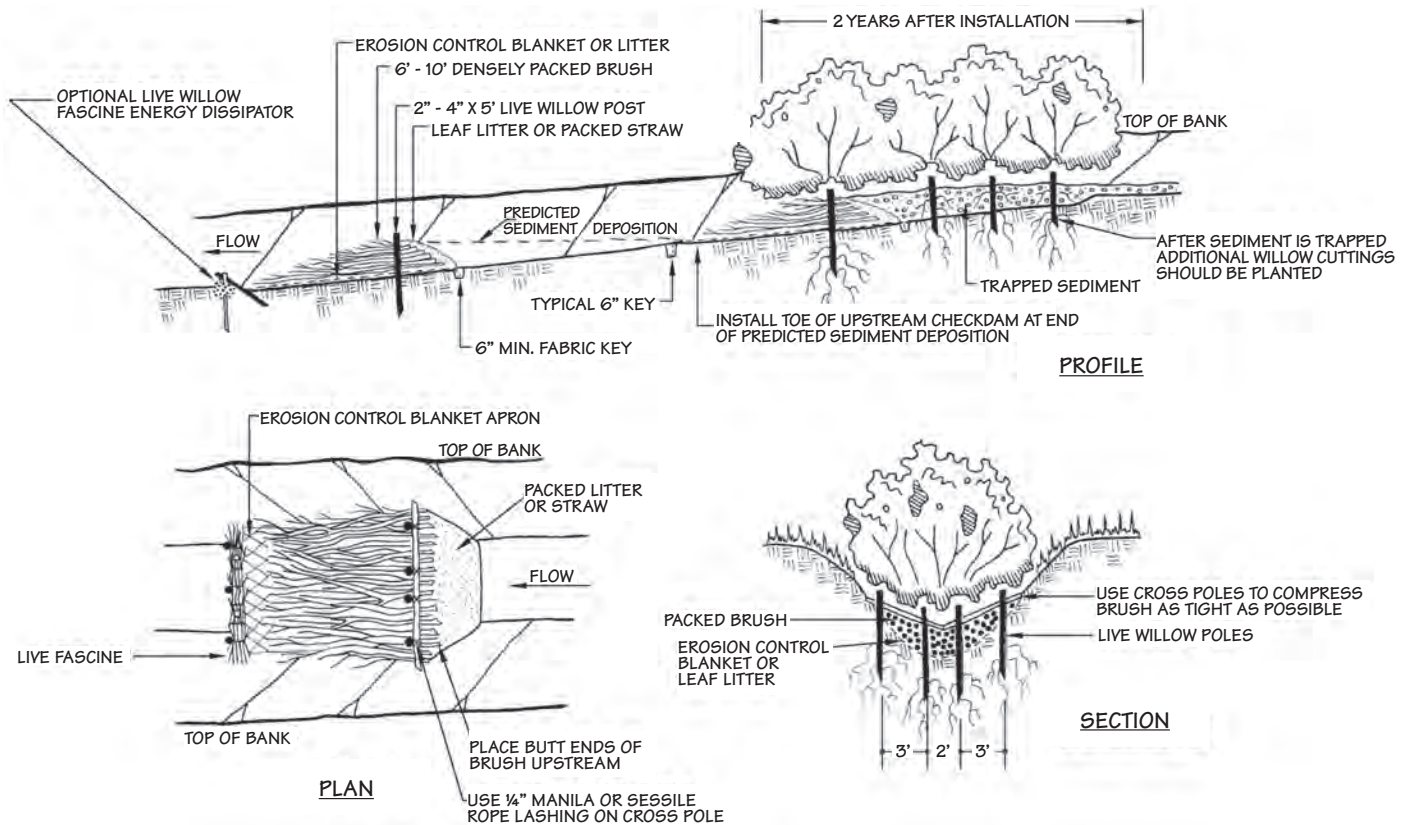 2 YEARS AFTER INSTALLATION
EROSION CONTROL BLANKET OR LITTER
6' - 10' DENSELY PACKED BRUSH
OPTIONAL LIVE WILLOW
FASCINE ENERGY DISSIPATOR
2" - 4" X 5' LIVE WILLOW POST
LEAF LITTER OR PACKED STRAW
TOP OF BANK
FLOW
PREDICTED
SEDIMENT DEPOSITION
AFTER SEDIMENT IS TRAPPED
ADDITIONAL WILLOW CUTTINGS
SHOULD BE PLANTED
TRAPPED SEDIMENT
TYPICAL 6" KEY
INSTALL TOE OF UPSTREAM CHECKDAM AT END
OF PREDICTED SEDIMENT DEPOSITION
6" MIN. FABRIC KEY
PROFILE
EROSION CONTROL BLANKET APRON
TOP OF BANK
PACKED LITTER
OR STRAW
FLOW
LIVE FASCINE
TOP OF BANK
PLACE BUTT ENDS OF
BRUSH UPSTREAM
PLAN
USE 1/4" MANILA OR SESSILE
ROPE LASHING ON CROSS POLE
USE CROSS POLES TO COMPRESS
BRUSH AS TIGHT AS POSSIBLE
PACKED BRUSH
LIVE WILLOW POLES
EROSION CONTROL
BLANKET OR
LEAF LITTER
SECTION
3' 2' 3'